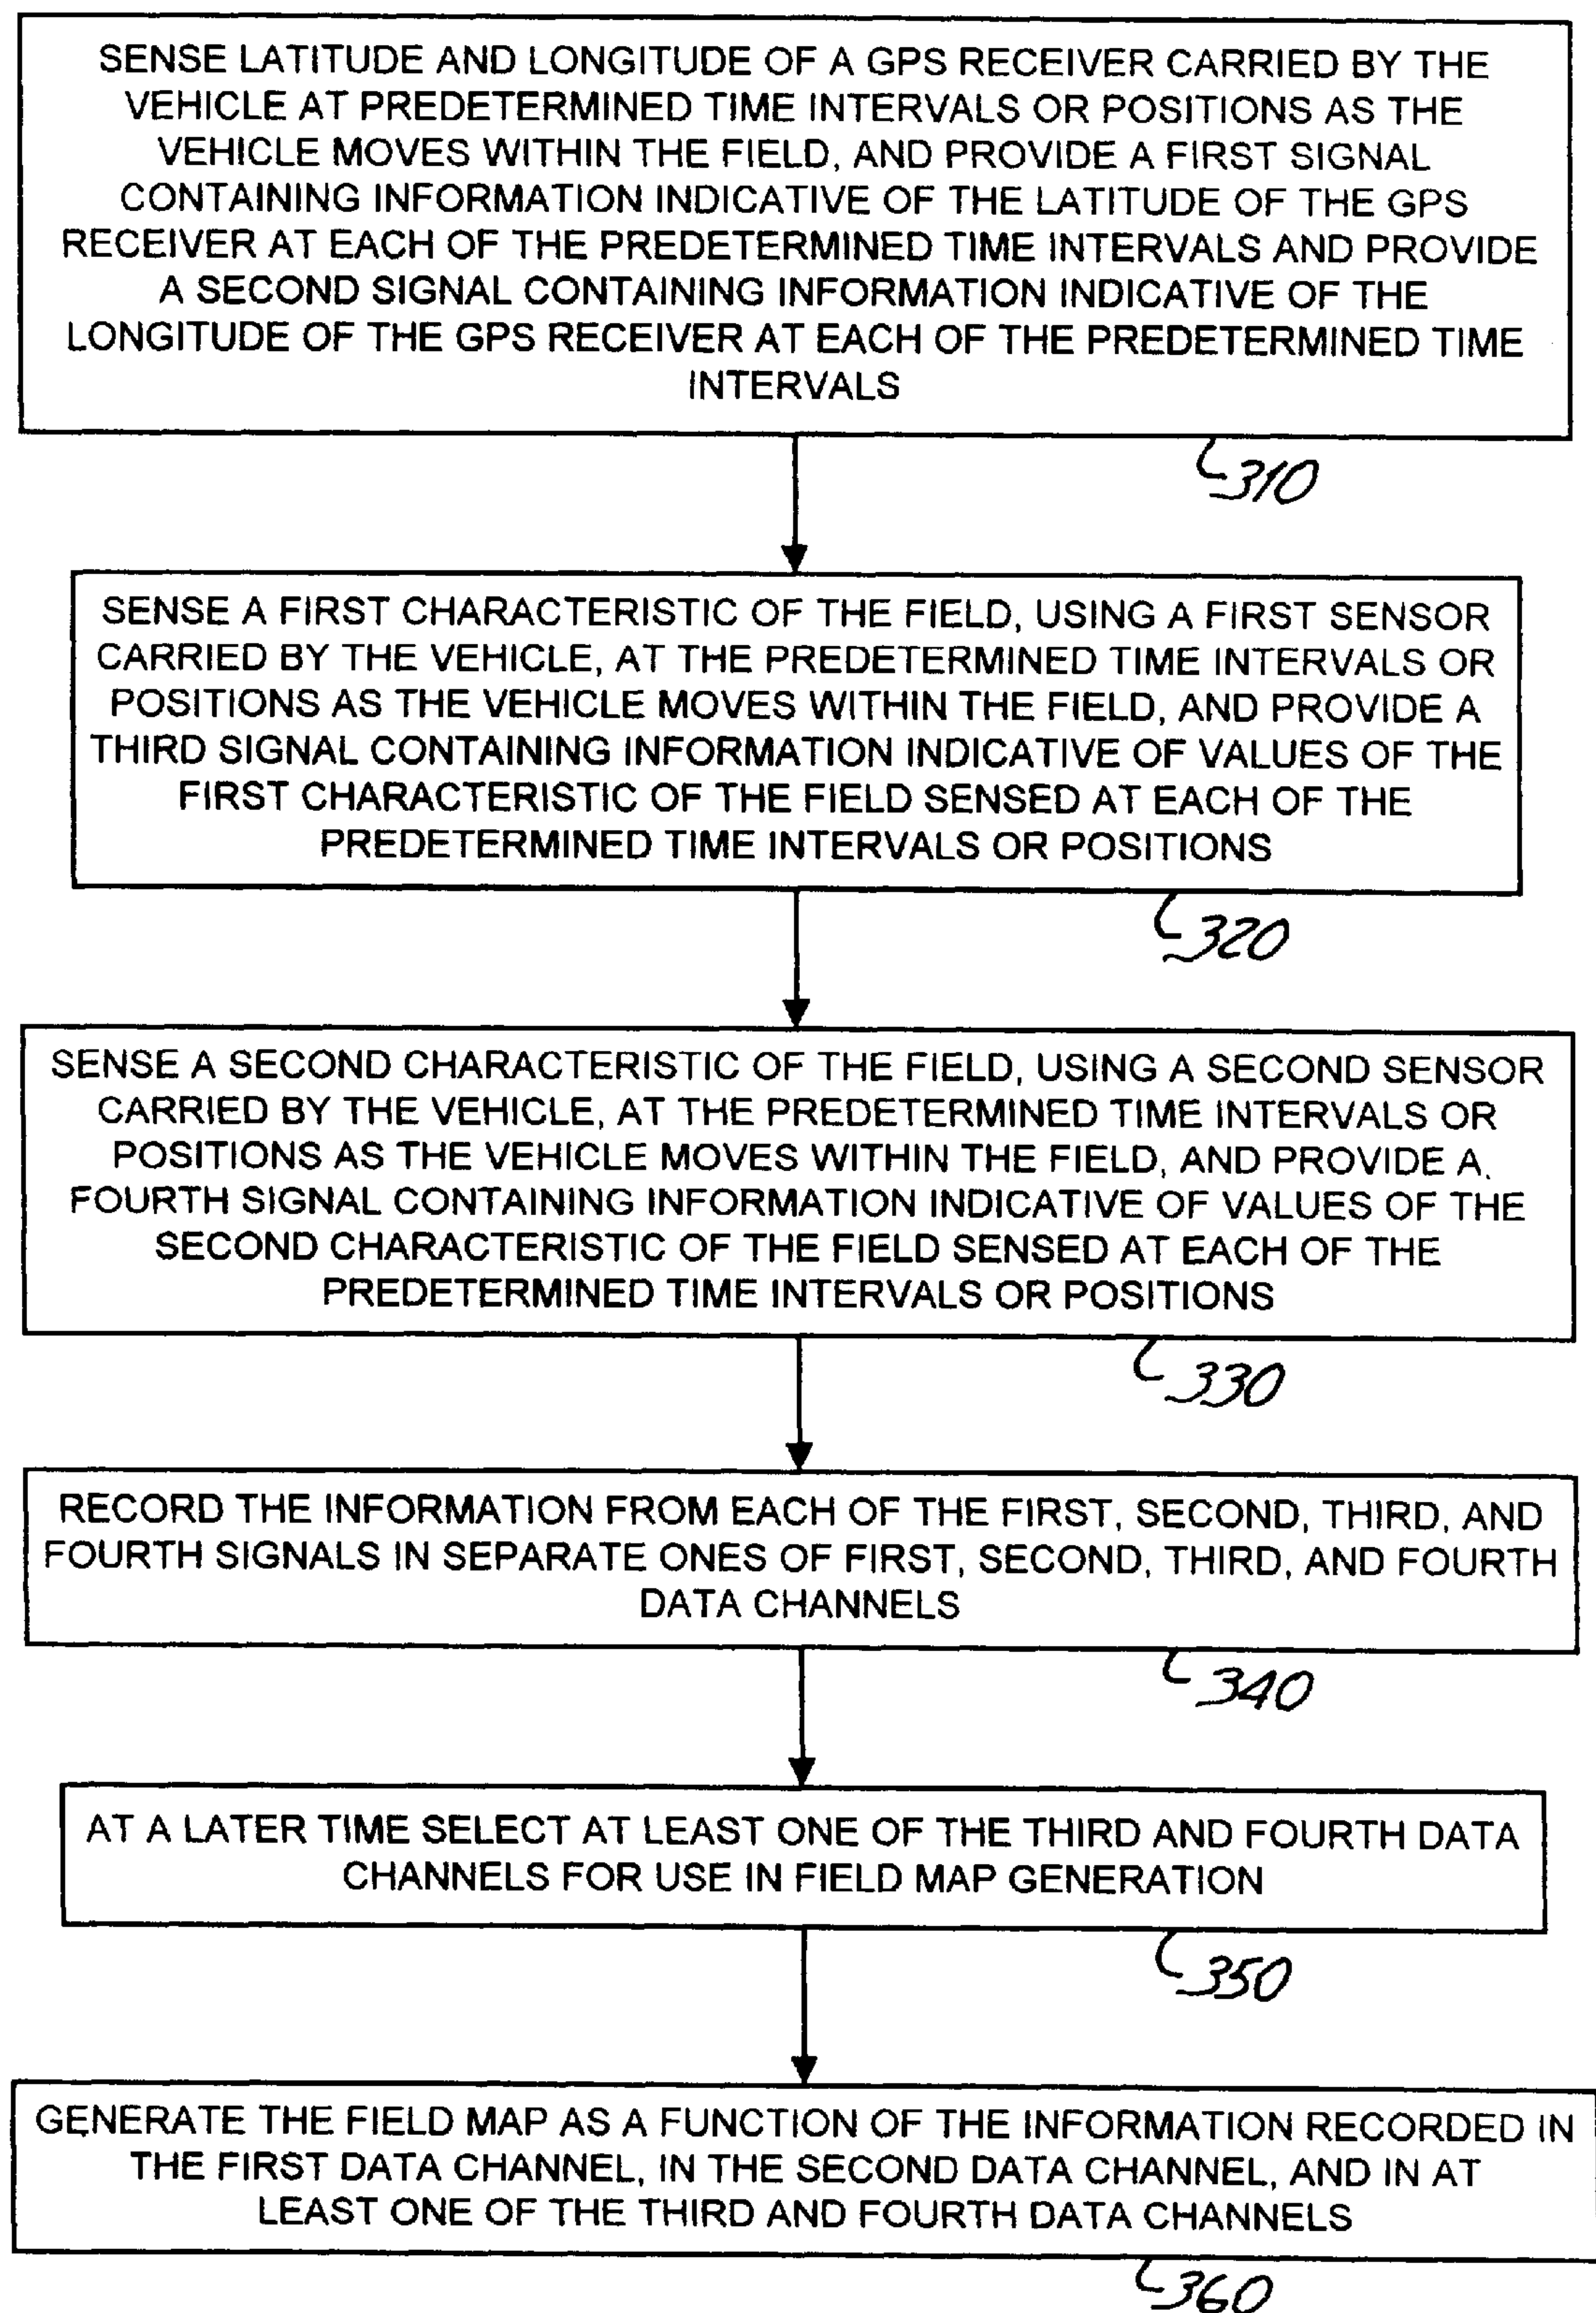 SENSE LATITUDE AND LONGITUDE OF A GPS RECEIVER CARRIED BY THE
VEHICLE AT PREDETERMINED TIME INTERVALS OR POSITIONS AS THE
VEHICLE MOVES WITHIN THE FIELD, AND PROVIDE A FIRST SIGNAL
CONTAINING INFORMATION INDICATIVE OF THE LATITUDE OF THE GPS
RECEIVER AT EACH OF THE PREDETERMINED TIME INTERVALS AND PROVIDE
A SECOND SIGNAL CONTAINING INFORMATION INDICATIVE OF THE
LONGITUDE OF THE GPS RECEIVER AT EACH OF THE PREDETERMINED TIME
INTERVALS
310
SENSE A FIRST CHARACTERISTIC OF THE FIELD, USING A FIRST SENSOR
CARRIED BY THE VEHICLE, AT THE PREDETERMINED TIME INTERVALS OR
POSITIONS AS THE VEHICLE MOVES WITHIN THE FIELD, AND PROVIDE A
THIRD SIGNAL CONTAINING INFORMATION INDICATIVE OF VALUES OF THE
FIRST CHARACTERISTIC OF THE FIELD SENSED AT EACH OF THE
PREDETERMINED TIME INTERVALS OR POSITIONS
320
SENSE A SECOND CHARACTERISTIC OF THE FIELD, USING A SECOND SENSOR
CARRIED BY THE VEHICLE, AT THE PREDETERMINED TIME INTERVALS OR
POSITIONS AS THE VEHICLE MOVES WITHIN THE FIELD, AND PROVIDE A
FOURTH SIGNAL CONTAINING INFORMATION INDICATIVE OF VALUES OF THE
SECOND CHARACTERISTIC OF THE FIELD SENSED AT EACH OF THE
PREDETERMINED TIME INTERVALS OR POSITIONS
330
RECORD THE INFORMATION FROM EACH OF THE FIRST, SECOND, THIRD, AND
FOURTH SIGNALS IN SEPARATE ONES OF FIRST, SECOND, THIRD, AND FOURTH
DATA CHANNELS
340
AT A LATER TIME SELECT AT LEAST ONE OF THE THIRD AND FOURTH DATA
CHANNELS FOR USE IN FIELD MAP GENERATION
350
GENERATE THE FIELD MAP AS A FUNCTION OF THE INFORMATION RECORDED IN
THE FIRST DATA CHANNEL, IN THE SECOND DATA CHANNEL, AND IN AT
LEAST ONE OF THE THIRD AND FOURTH DATA CHANNELS
360